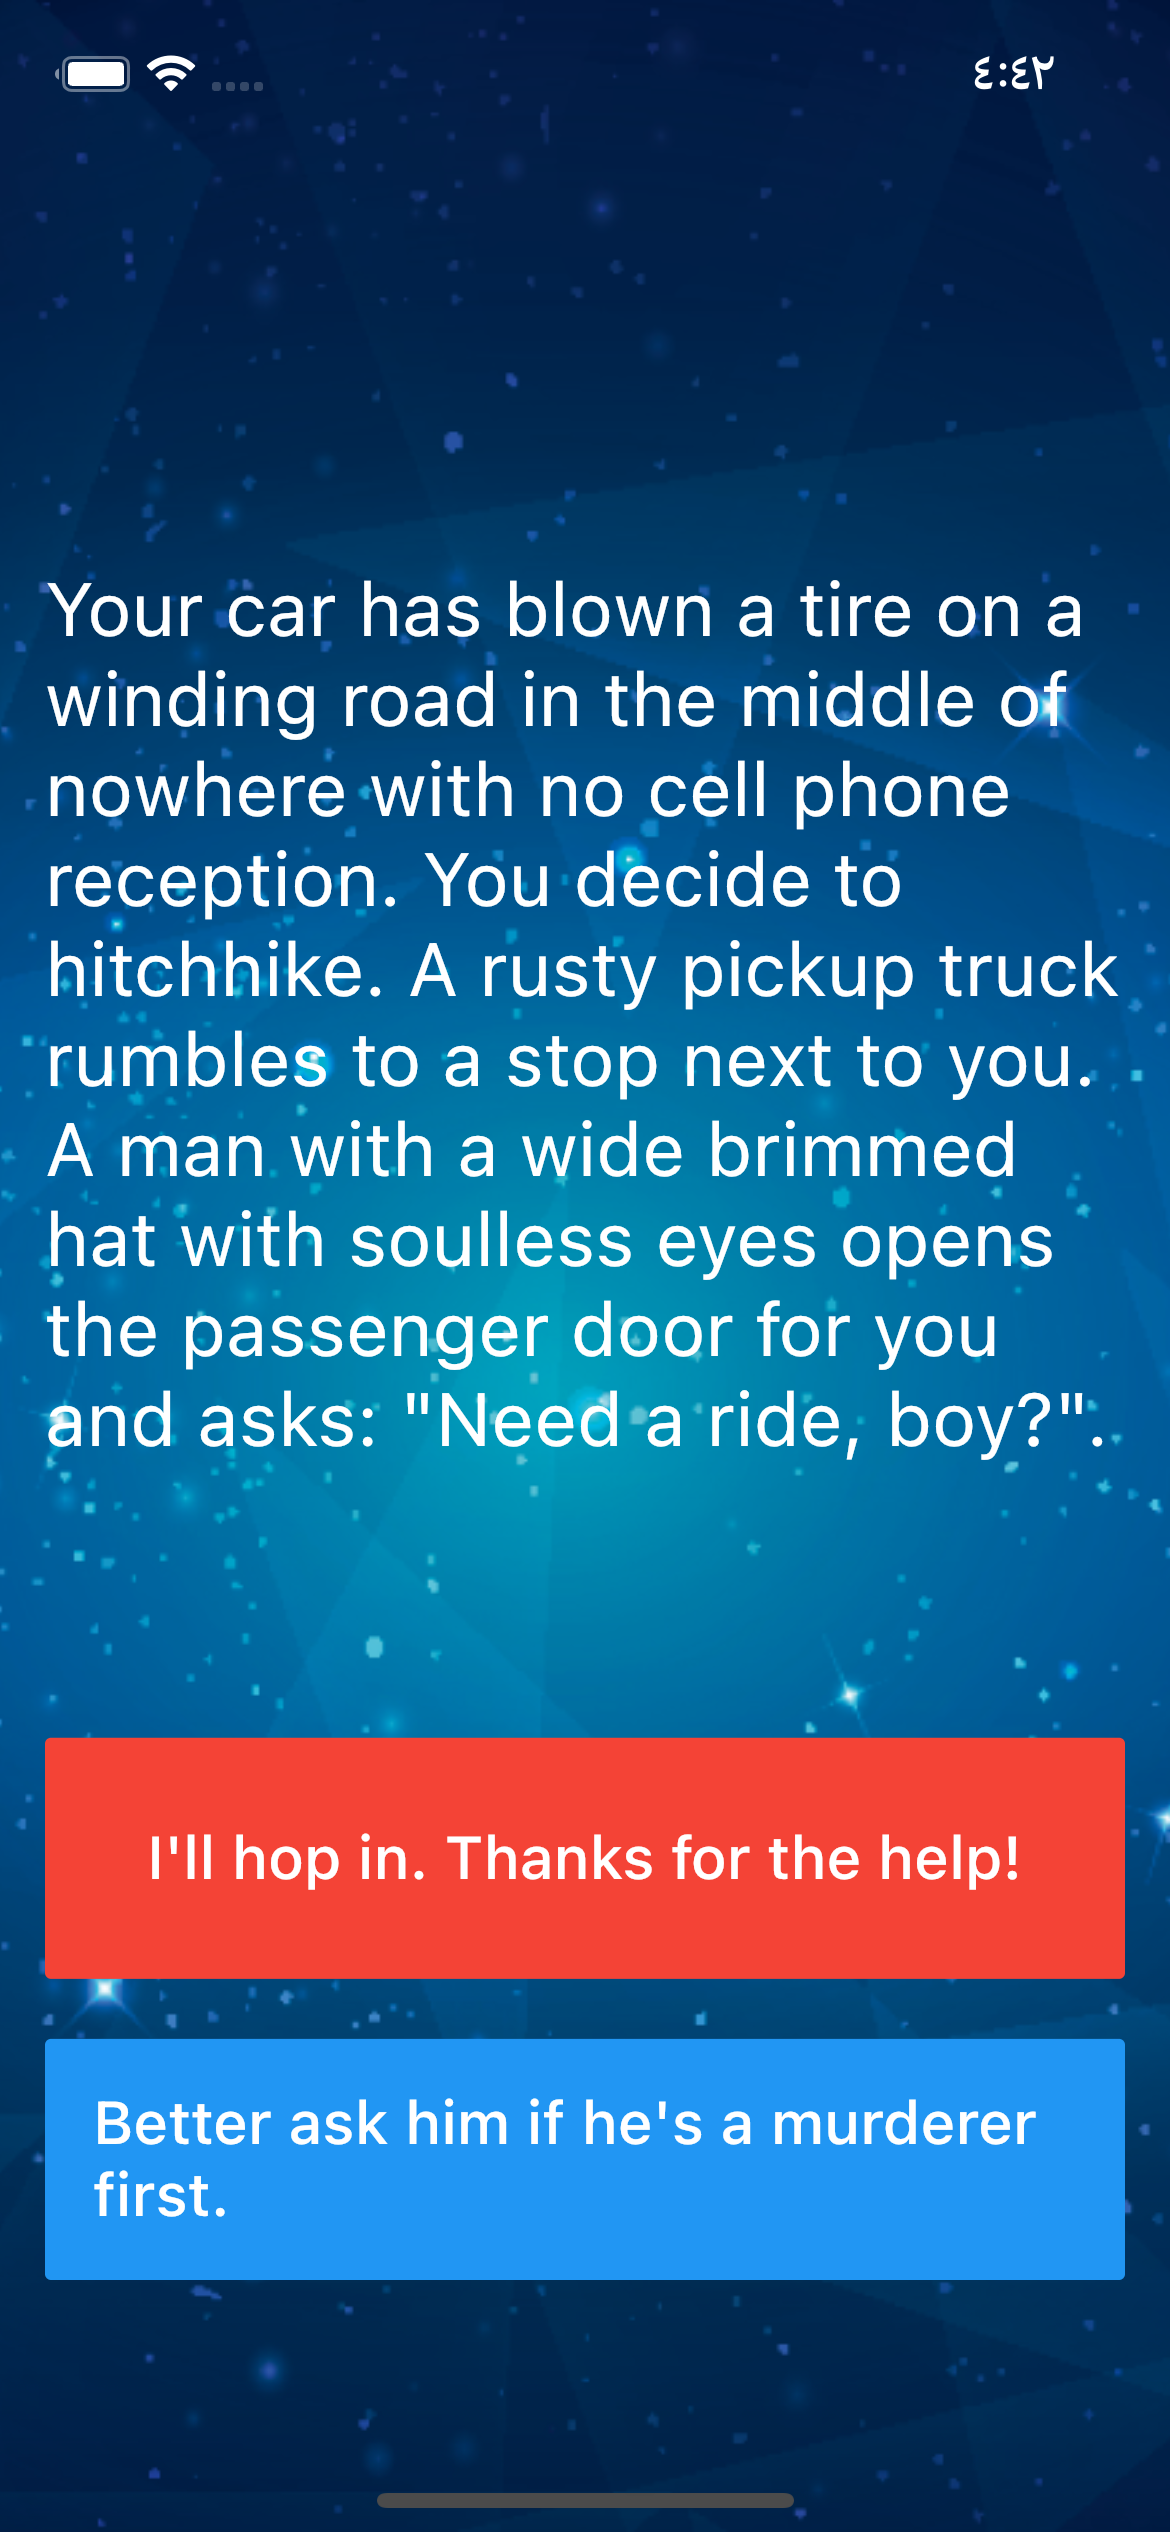 ٤:٤٢
Your car has blown a tire on a
winding road in the middle of
nowhere with no cell phone
reception. You decide to
hitchhike. A rusty pickup truck
rumbles to a stop next to you.
A man with a wide brimmed
hat with soulless eyes opens
the passenger door for you
and asks: "Need a ride, boy?".
I'll hop in. Thanks for the help!
Better ask him if he's a murderer
first.